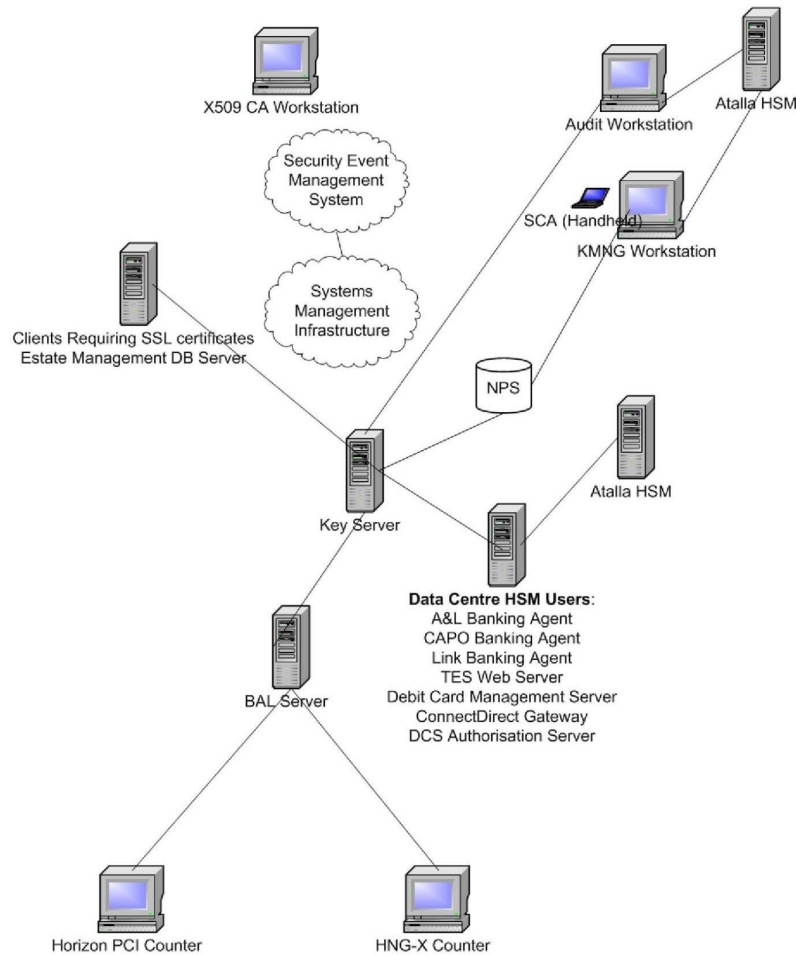 X509 CA Workstation
Audit Workstation
Atalla HSM
Security Event
Management
System
SCA (Handheld)
KMNG Workstation
Systems
Management
Infrastructure
Clients Requiring SSL certificates
Estate Management DB Server
NPS
Atalla HSM
Key Server
Data Centre HSM Users:
A&L Banking Agent
CAPO Banking Agent
Link Banking Agent
TES Web Server
Debit Card Management Server
ConnectDirect Gateway
DCS Authorisation Server
BAL Server
Horizon PCI Counter
HNG-X Counter